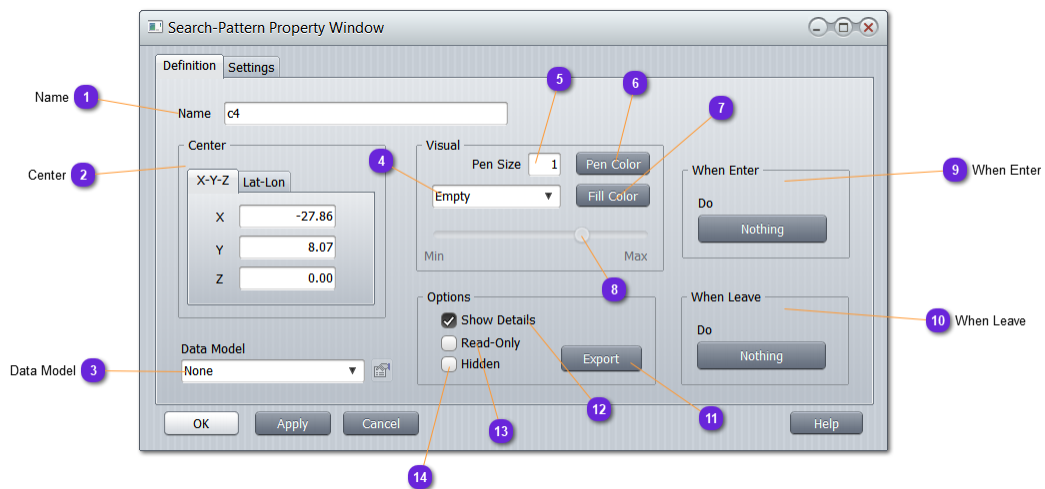 Search-Pattern Property Window
Definition
Settings
Name 1
Name c4
5
6
7
Center 2
Center
X-Y-Z
Lat-Lon
X -27.86
Y 8.07
Z 0.00
4
Visual
Pen Size 1 Pen Color
Empty Fill Color
Min Max
8
When Enter
Do
Nothing
9 When Enter
Data Model 3
Data Model
None
Options
Show Details
Read-Only
Hidden
Export
When Leave
Do
Nothing
10 When Leave
12
11
13
14
OK Apply Cancel Help